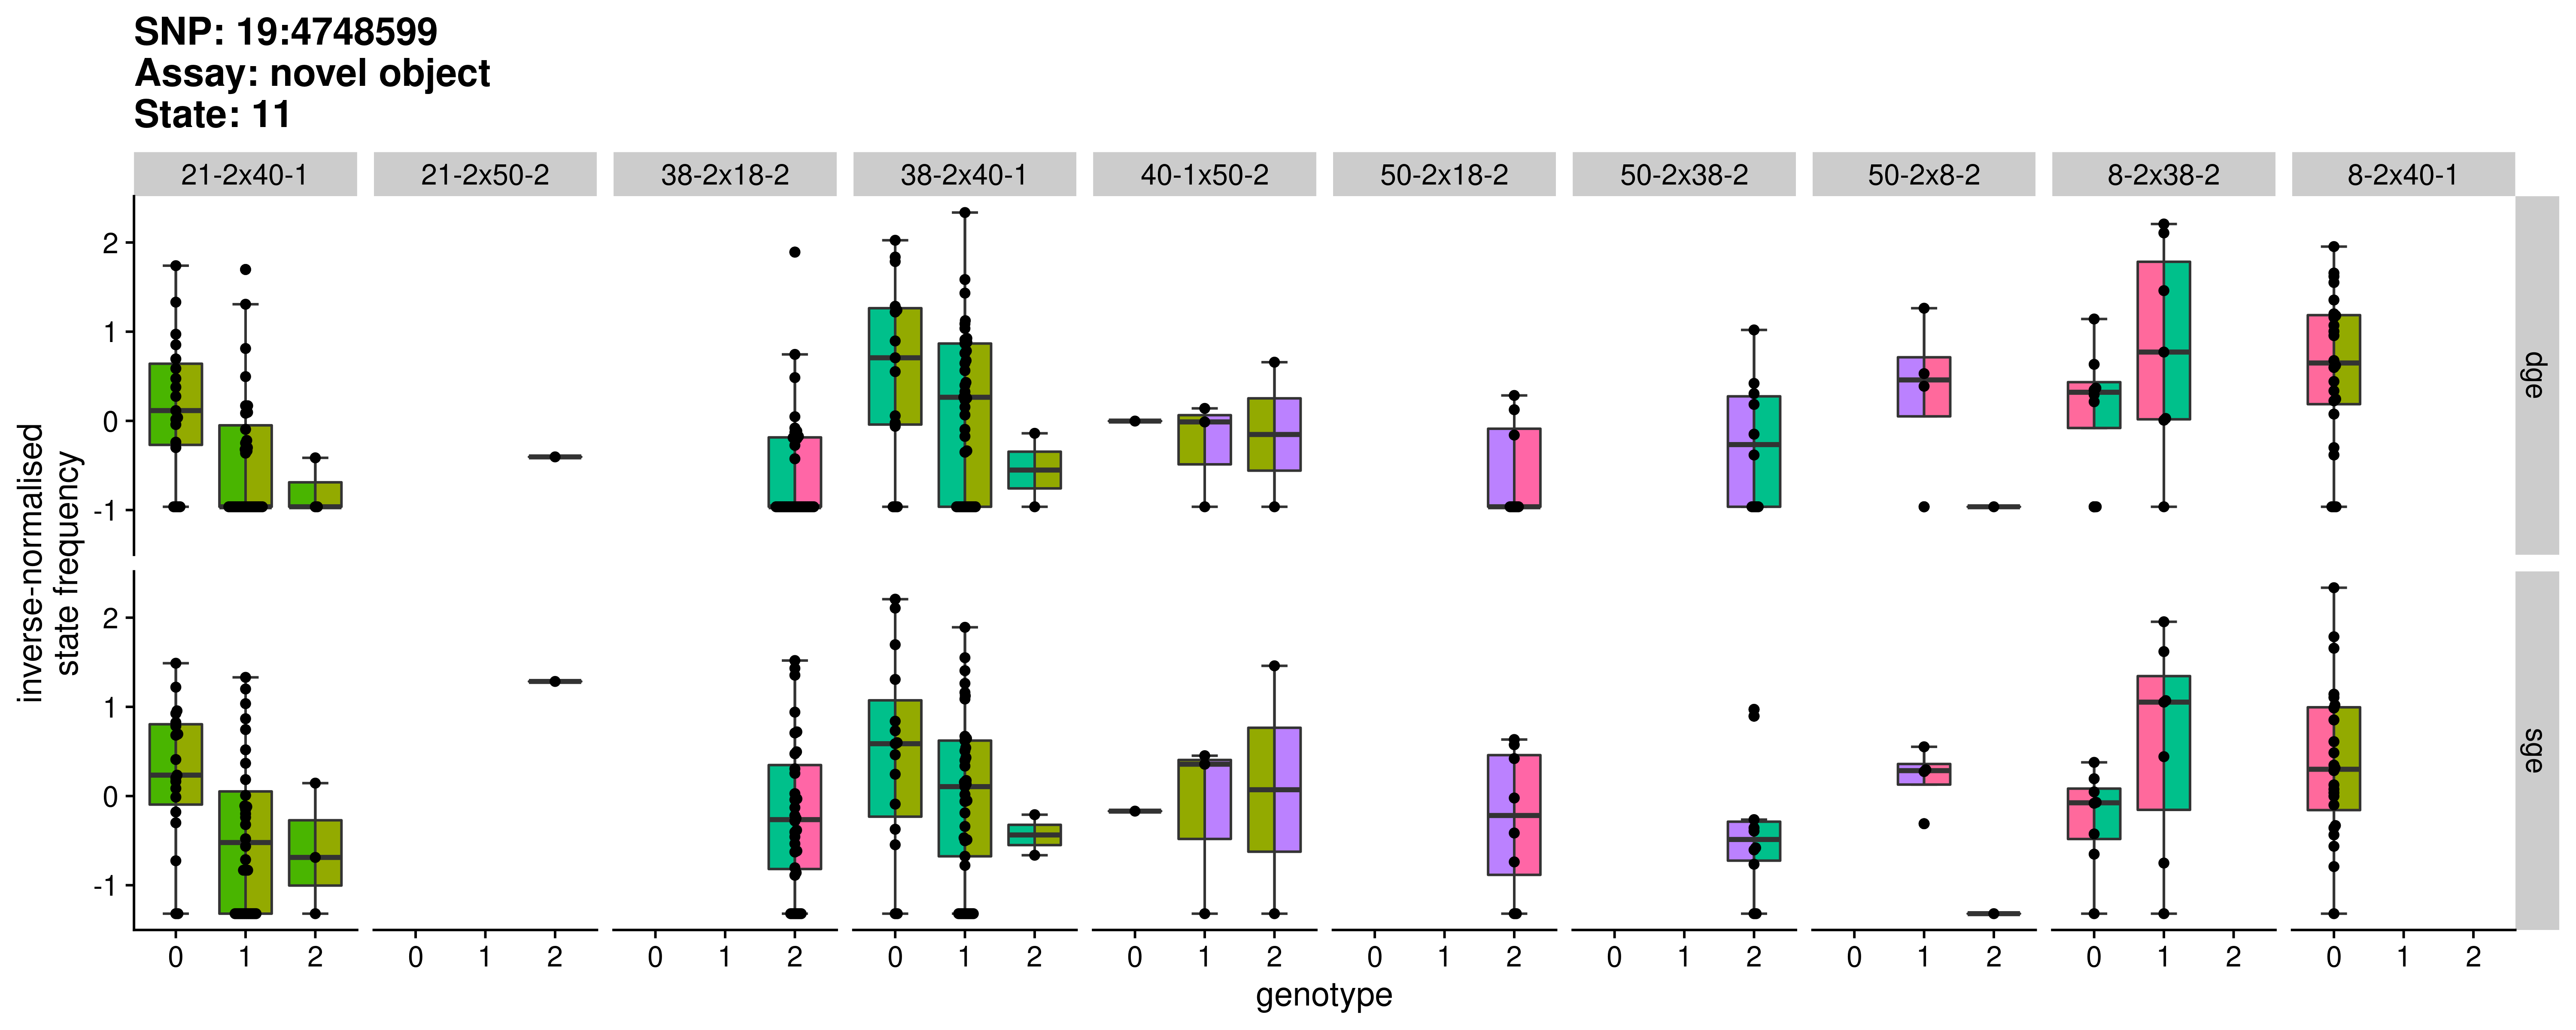 SNP: 19:4748599
Assay: novel object
State: 11
21-2x40-1 21-2x50-2 38-2x18-2 38-2x40-1 40-1x50-2 50-2x18-2 50-2x38-2 50-2x8-2 8-2x38-2 8-2x40-1
inverse-normalised
state frequency
2
1
0
-1
dge
2
1
0
-1
sge
0 1 2 0 1 2 0 1 2 0 1 2 0 1 2 0 1 2 0 1 2 0 1 2 0 1 2 0 1 2
genotype